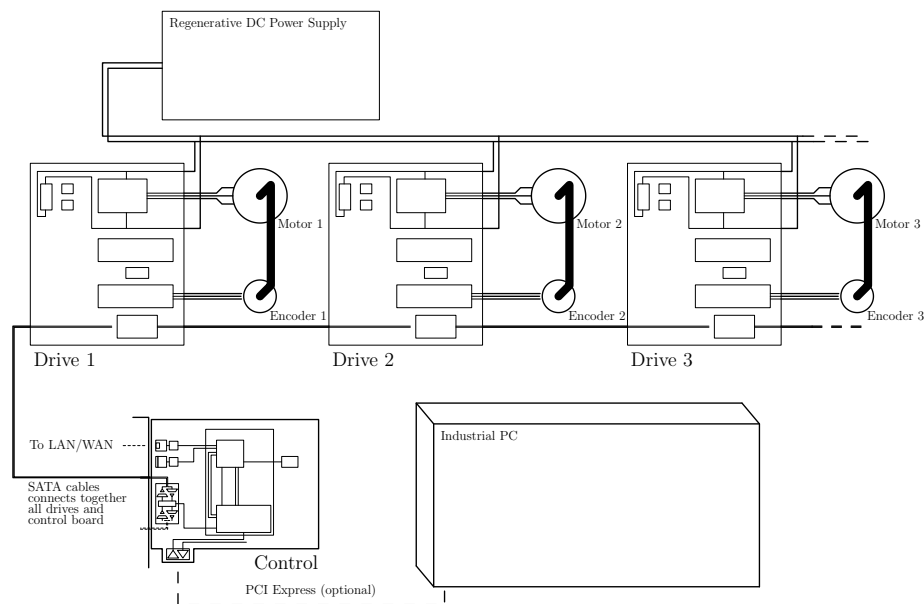 Regenerative DC Power Supply
Motor 1
Motor 2
Motor 3
Encoder 1
Encoder 2
Encoder 3
Drive 1
Drive 2
Drive 3
To LAN/WAN
Industrial PC
SATA cables
connects together
all drives and
control board
Control
PCI Express (optional)